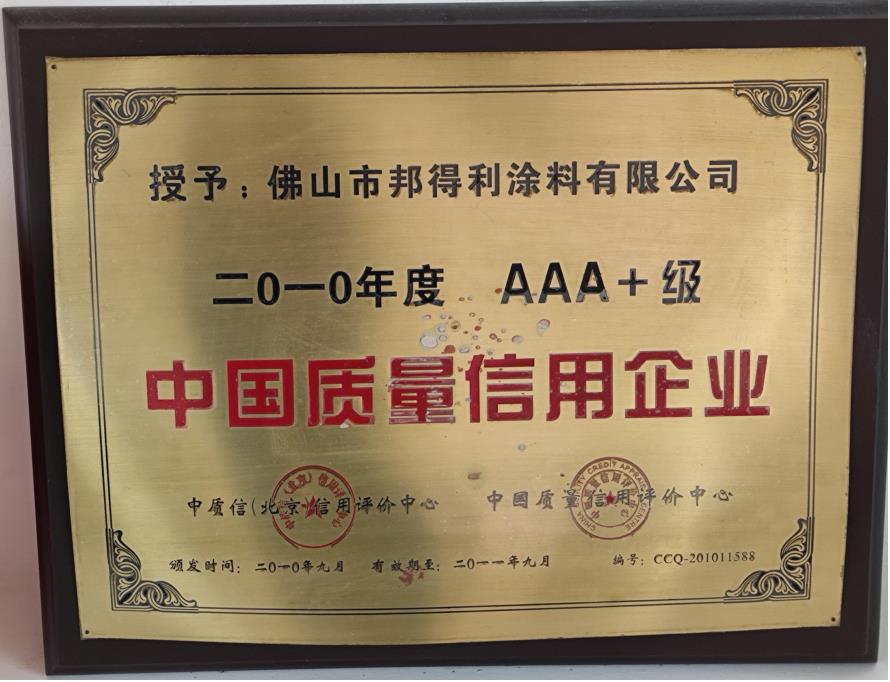 授予：佛山市邦得利涂料有限公司
二0一0年度 AAA+级
中国质量信用企业
中质信(北京)信用评价中心 中国质量信用评价中心
颁发时间：二0一0年九月 有效期至：二0一一年九月 编号：CCQ-201011588